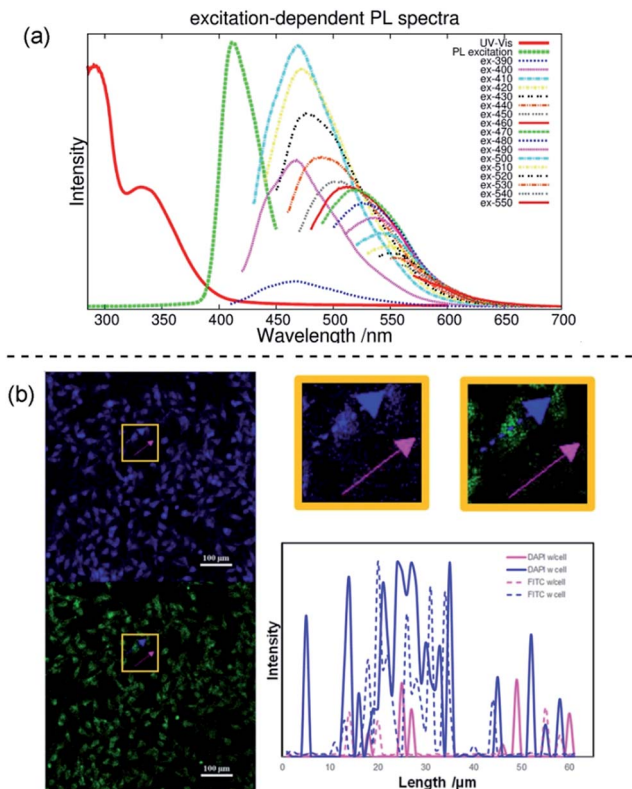 excitation-dependent PL spectra
(a)
Intensity
UV-Vis
PL excitation
ex-390
ex-400
ex-410
ex-420
ex-430
ex-440
ex-450
ex-460
ex-470
ex-480
ex-490
ex-500
ex-510
ex-520
ex-530
ex-540
ex-550
300 350 400 450 500 550 600 650 700
Wavelength /nm
(b)
100 μm
100 μm
DAPI w/cell
DAPI w cell
FITC w/cell
FITC w cell
Intensity
0 10 20 30 40 50 60
Length /μm